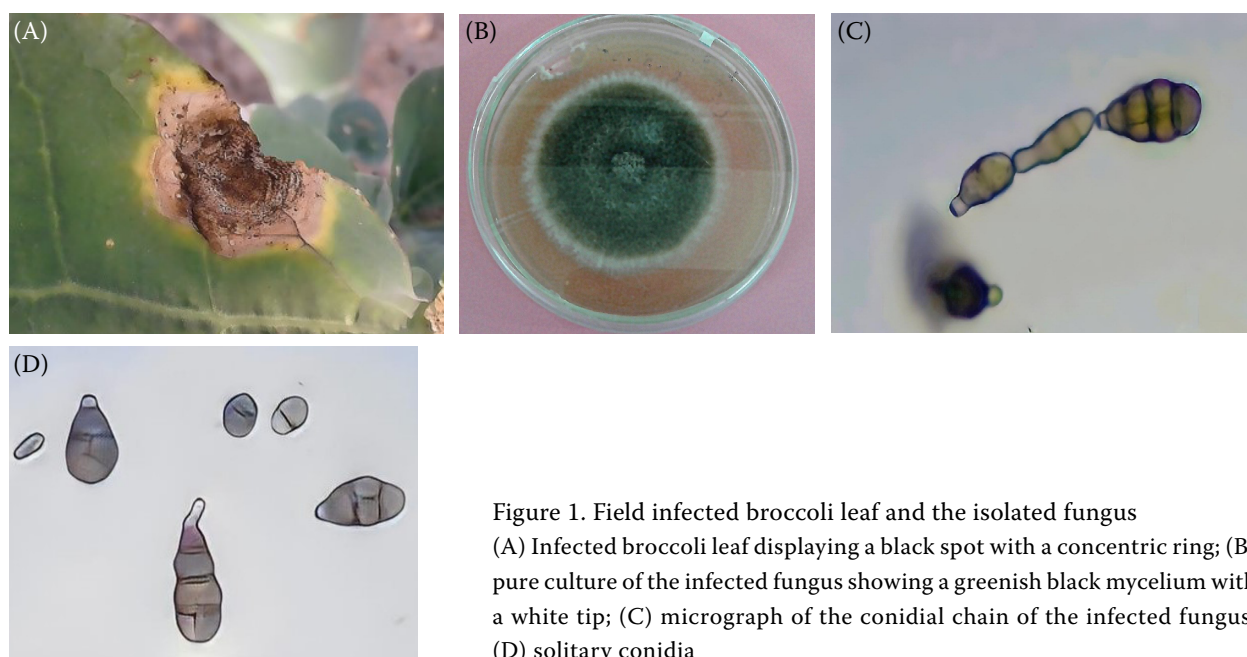 (A)
(B)
(C)
(D)
Figure 1. Field infected broccoli leaf and the isolated fungus
(A) Infected broccoli leaf displaying a black spot with a concentric ring; (B
pure culture of the infected fungus showing a greenish black mycelium with
a white tip; (C) micrograph of the conidial chain of the infected fungus
(D) solitary conidia